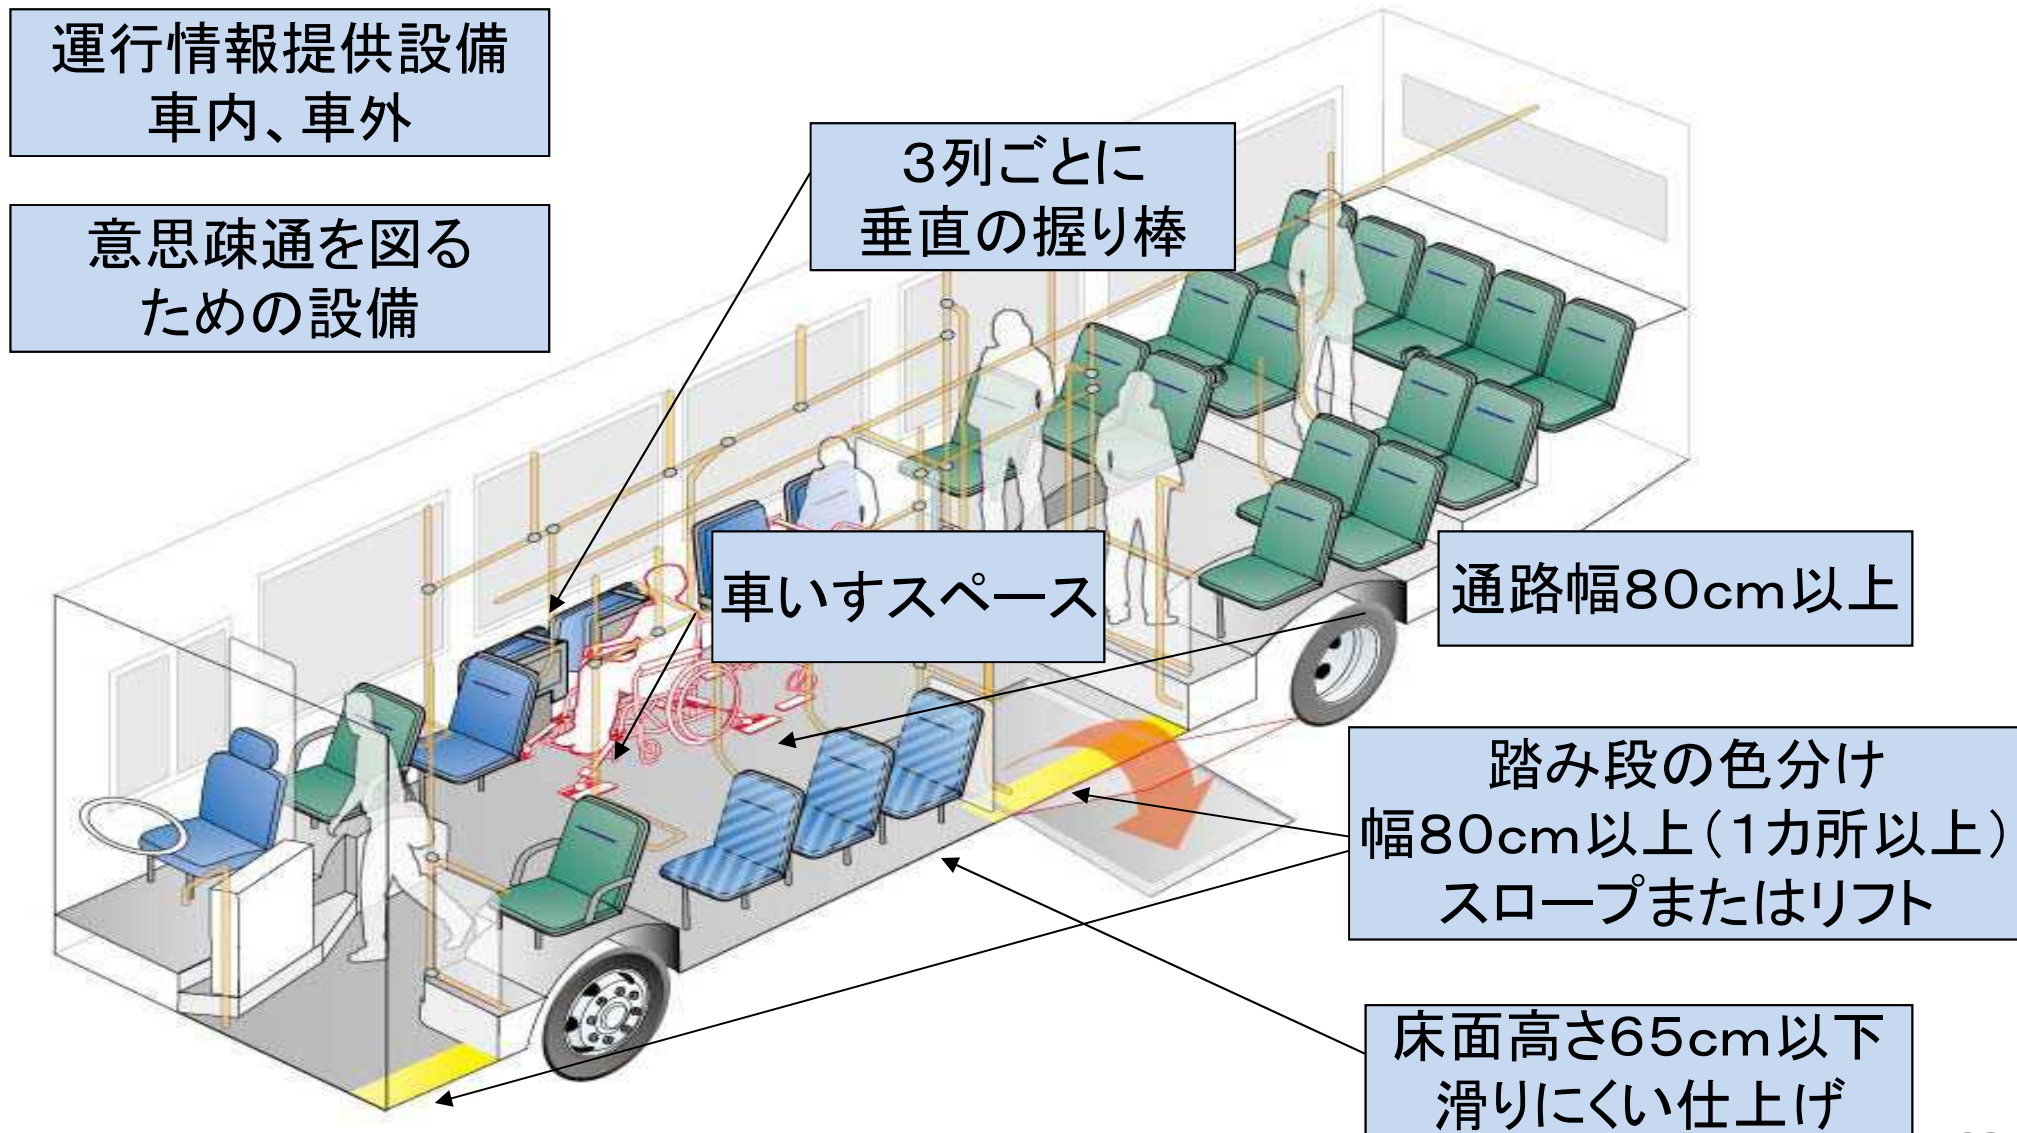 運行情報提供設備
車内、車外
意思疎通を図る
ための設備
３列ごとに
垂直の握り棒
車いすスペース
通路幅80cm以上
踏み段の色分け
幅80cm以上（1カ所以上）
スロープまたはリフト
床面高さ65cm以下
滑りにくい仕上げ